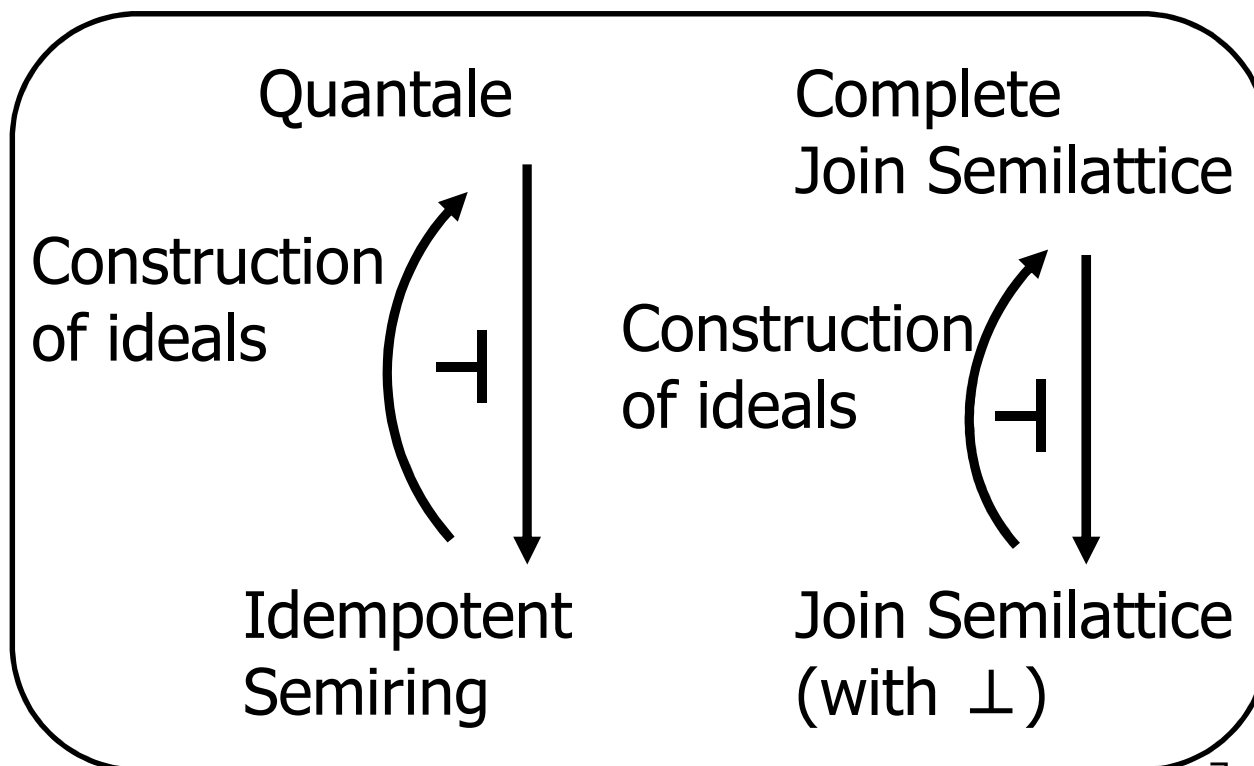 Quantale
Complete
Join Semilattice
Construction
of ideals
⊣
Construction
of ideals
⊣
Idempotent
Semiring
Join Semilattice
(with ⊥)